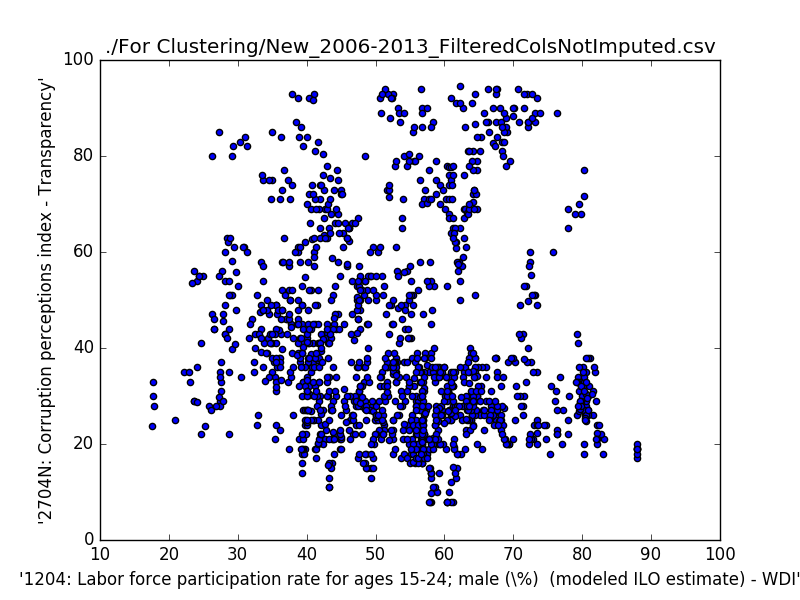 ./For Clustering/New_2006-2013_FilteredColsNotImputed.csv
'2704N: Corruption perceptions index - Transparency'
100
80
60
40
20
0
10 20 30 40 50 60 70 80 90 100
'1204: Labor force participation rate for ages 15-24; male (\%) (modeled ILO estimate) - WDI'